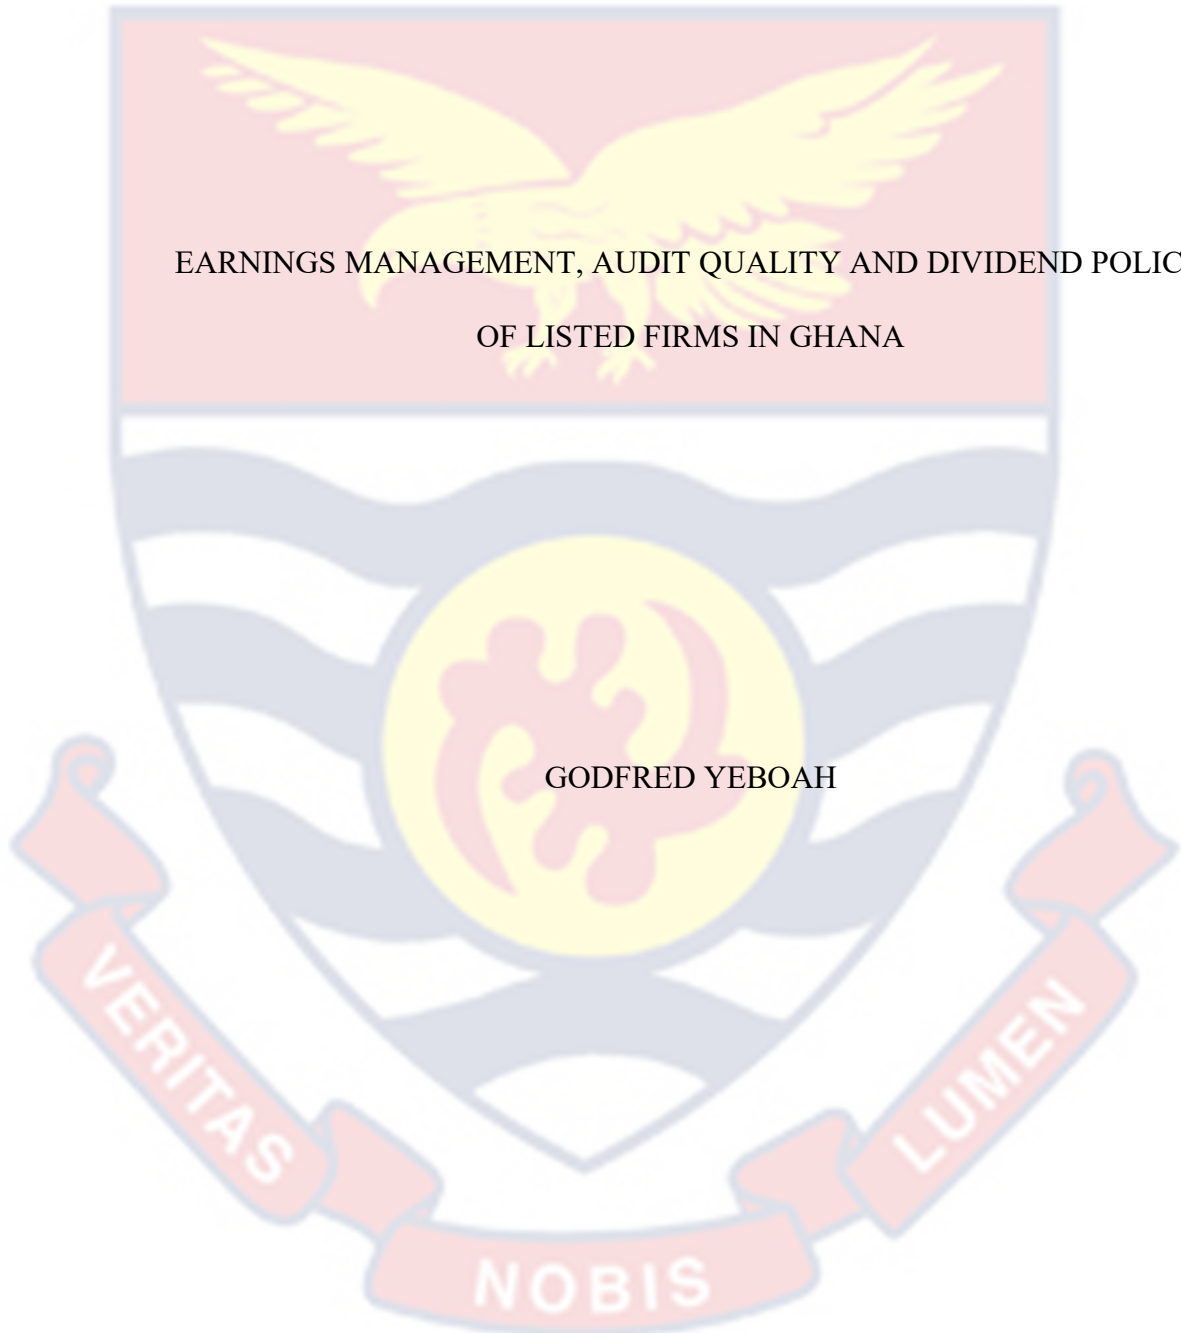 EARNINGS MANAGEMENT, AUDIT QUALITY AND DIVIDEND POLIC
OF LISTED FIRMS IN GHANA
GODFRED YEBOAH
VERITAS
NOBIS
LUMEN